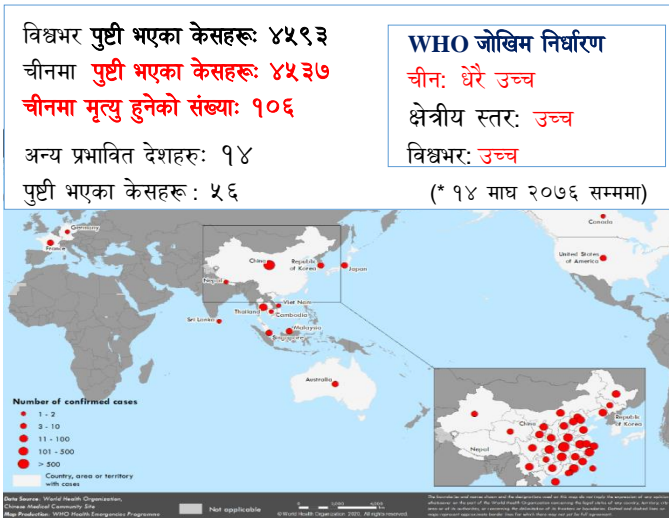 विश्वभर पुष्टी भएका केसहरूः ४५९३
चीनमा पुष्टी भएका केसहरूः ४५३७
चीनमा मृत्यु हुनेको संख्याः १०६
अन्य प्रभावित देशहरुः १४
पुष्टी भएका केसहरू : ५६
WHO जोखिम निर्धारण
चीन: धेरै उच्च
क्षेत्रीय स्तर: उच्च
विश्वभर: उच्च
(* १४ माघ २०७६ सम्ममा)
Germany
France
Canada
United States
of America
China
Republic
of Korea
Japan
Nepal
Viet Nam
Thailand
Cambodia
Sri Lanka
Malaysia
Singapore
Australia
China
Republic
of Korea
Nepal
Number of confirmed cases
1 - 2
3 - 10
11 - 100
101 - 500
> 500
Country, area or territory
with cases
Data Source: World Health Organization,
Chinese Medical Community Site
Map Production: WHO Health Emergencies Programme
Not applicable
© World Health Organization 2020. All rights reserved.